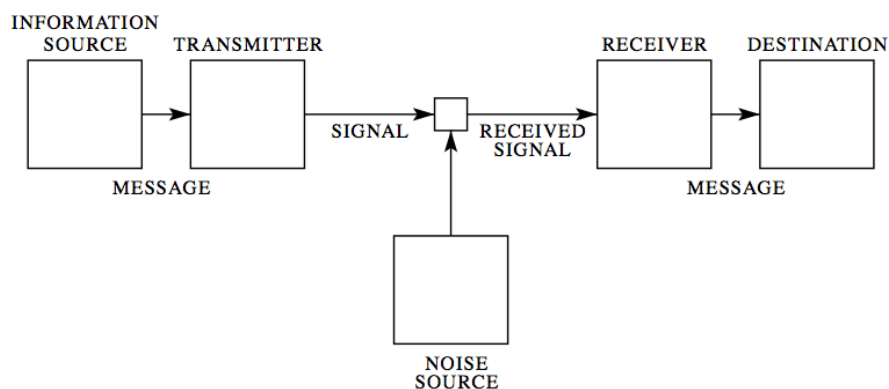 INFORMATION
SOURCE
TRANSMITTER
RECEIVER
DESTINATION
SIGNAL
RECEIVED
SIGNAL
MESSAGE
MESSAGE
NOISE
SOURCE